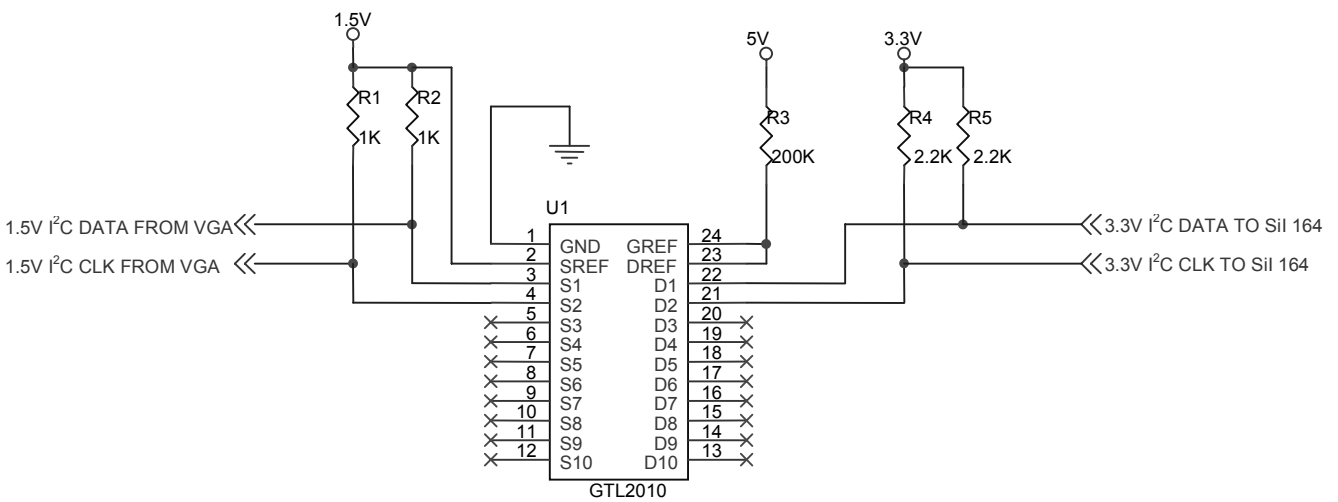 1.5V
5V
3.3V
R1
1K
R2
1K
R3
200K
R4
2.2K
R5
2.2K
1.5V I²C DATA FROM VGA
1.5V I²C CLK FROM VGA
3.3V I²C DATA TO SiI 164
3.3V I²C CLK TO SiI 164
U1
1 GND GREF 24
2 SREF DREF 23
3 S1 D1 22
4 S2 D2 21
5 S3 D3 20
6 S4 D4 19
7 S5 D5 18
8 S6 D6 17
9 S7 D7 16
10 S8 D8 15
11 S9 D9 14
12 S10 D10 13
GTL2010